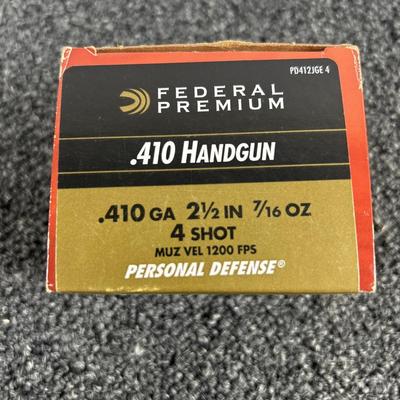 PD412JGE 4
FEDERAL
PREMIUM
.410 HANDGUN
.410 GA 2½ IN 7/16 OZ
4 SHOT
MUZ VEL 1200 FPS
PERSONAL DEFENSE®